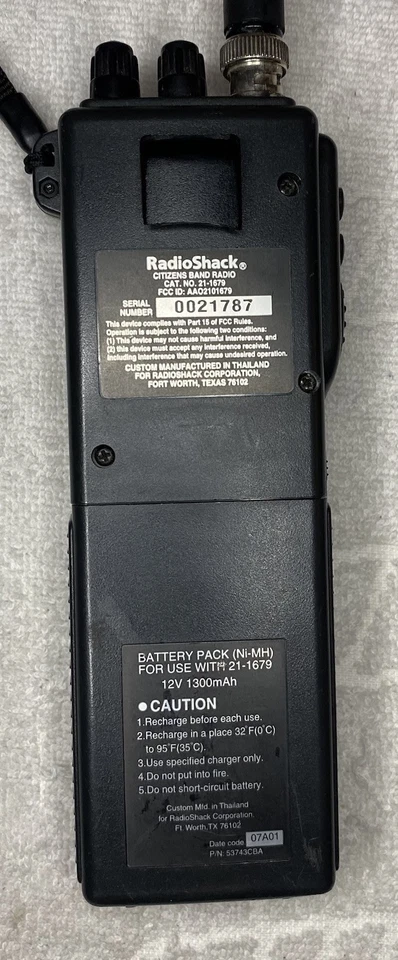 RadioShack®
CITIZENS BAND RADIO
CAT. NO. 21-1679
FCC ID: AAO2101679
SERIAL NUMBER 0021787
This device complies with Part 15 of FCC Rules.
Operation is subject to the following two conditions:
(1) This device may not cause harmful interference, and
(2) this device must accept any interference received,
including interference that may cause undesired operation.
CUSTOM MANUFACTURED IN THAILAND
FOR RADIOSHACK CORPORATION,
FORT WORTH, TEXAS 76102
BATTERY PACK (Ni-MH)
FOR USE WITH 21-1679
12V 1300mAh
●CAUTION
1.Recharge before each use.
2.Recharge in a place 32°F(0°C)
to 95°F(35°C).
3.Use specified charger only.
4.Do not put into fire.
5.Do not short-circuit battery.
Custom Mfd. in Thailand
for RadioShack Corporation,
Ft. Worth,TX 76102
Date code 07A01
P/N: 53743CBA